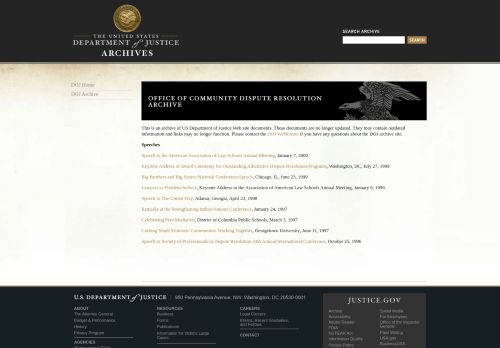 THE UNITED STATES
DEPARTMENT of JUSTICE
ARCHIVES
SEARCH ARCHIVE
SEARCH
DOJ Home
DOJ Archive
OFFICE OF COMMUNITY DISPUTE RESOLUTION
ARCHIVE
This is an archive of US Department of Justice Web site documents. These documents are no longer updated. They may contain outdated
information and links may no longer function. Please contact the DOJ Webmaster if you have any questions about the DOJ archive site.
Speeches
Speech to the American Association of Law Schools Annual Meeting, January 7, 2000
Keynote Address or Award Ceremony for Outstanding Alternative Dispute Resolution Programs, Washington, DC, July 27, 1999
Big Brothers and Big Sisters National Conference Speech, Chicago, IL, June 23, 1999
Lawyers as Problem-Solvers, Keynote Address to the Association of American Law Schools Annual Meeting, January 9, 1999
Speech to The United Way, Atlanta, Georgia, April 23, 1998
Remarks at the Strengthening Indian Nations Conference, January 24, 1997
Celebrating Peer Mediation, District of Columbia Public Schools, March 3, 1997
Curbing Youth Violence: Communities Working Together, Georgetown University, June 11, 1997
Speech to Society of Professionals in Dispute Resolution 24th Annual International Conference, October 25, 1996
U.S. DEPARTMENT of JUSTICE | 950 Pennsylvania Avenue, NW, Washington, DC 20530-0001
ABOUT
The Attorney General
Budget & Performance
History
Privacy Program
AGENCIES
RESOURCES
Business
Forms
Publications
Information for Victims Large
Cases
CAREERS
Legal Careers
Interns, Recent Graduates,
and Fellows
CONTACT
JUSTICE.GOV
Archive
Accessibility
Adobe Reader
FOIA
No FEAR Act
Information Quality
Privacy Policy
Social Media
For Employees
Office of the Inspector
General
Plain Writing
USA.gov
BusinessUSA